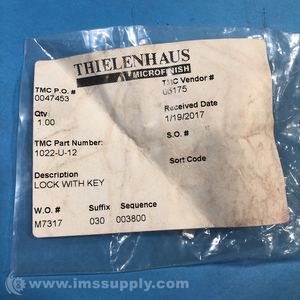 THIELENHAUS
MICROFINISH
TMC P.O. #
0047453
TMC Vendor #
06175
Qty
1.00
Received Date
1/19/2017
TMC Part Number:
1022-U-12
S.O. #
Description
LOCK WITH KEY
Sort Code
W.O. # Suffix Sequence
M7317 030 003800
© www.imssupply.com